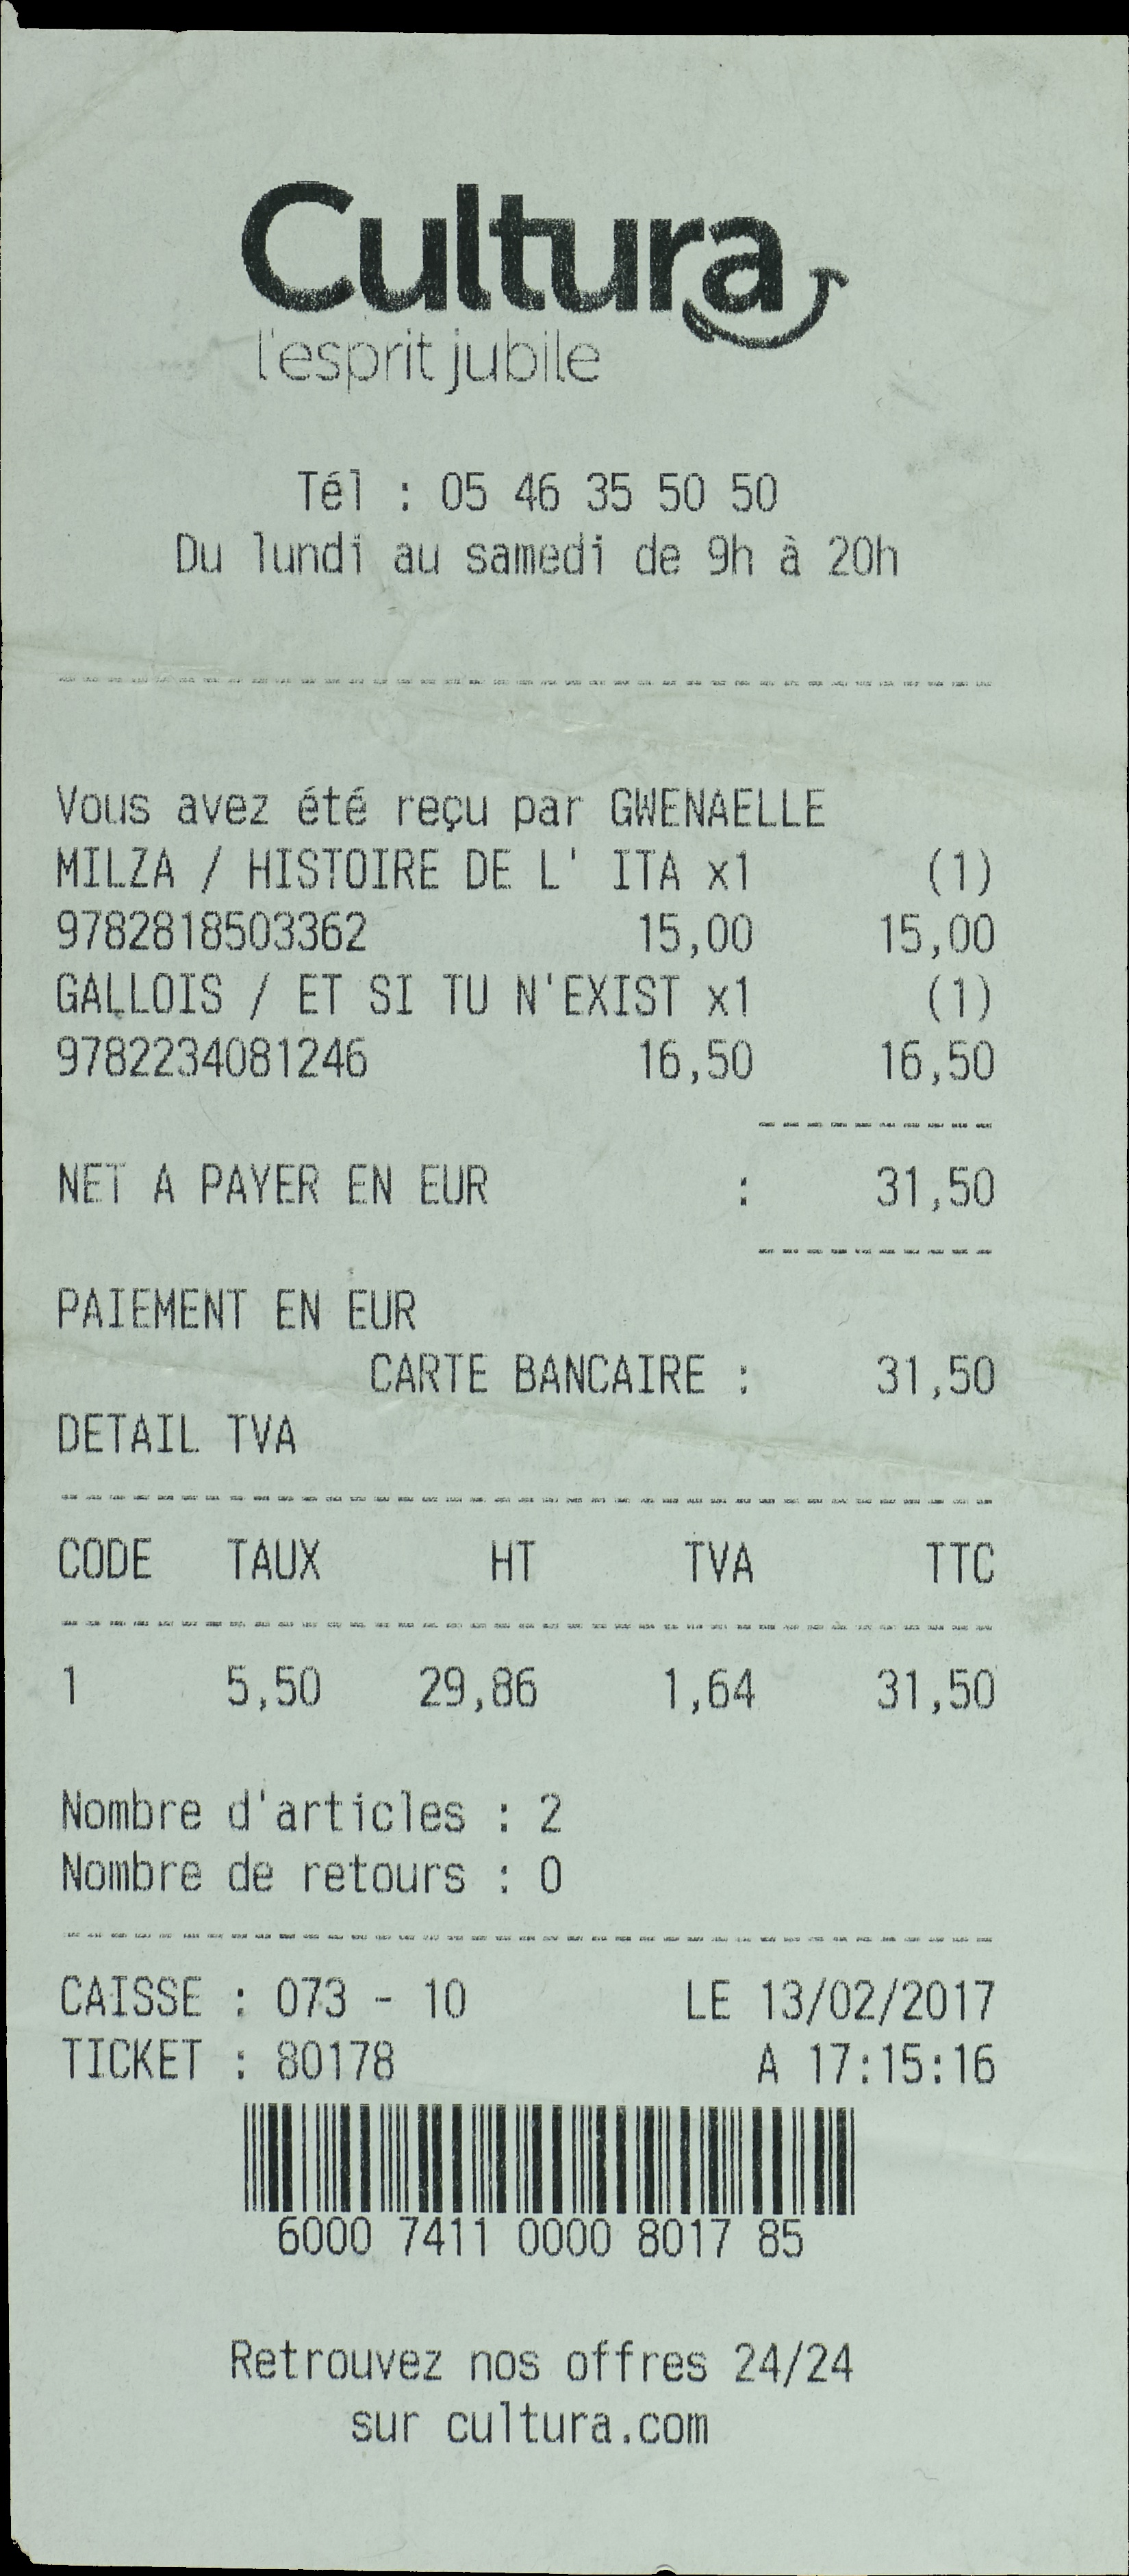 Cultura
l'esprit jubile
Tél : 05 46 35 50 50
Du lundi au samedi de 9h à 20h
Vous avez été reçu par GWENAELLE
MILZA / HISTOIRE DE L' ITA x1 (1)
9782818503362 15,00 15,00
GALLOIS / ET SI TU N'EXIST x1 (1)
9782234081246 16,50 16,50
NET A PAYER EN EUR : 31,50
PAIEMENT EN EUR
CARTE BANCAIRE : 31,50
DETAIL TVA
CODE TAUX HT TVA TTC
1 5,50 29,86 1,64 31,50
Nombre d'articles : 2
Nombre de retours : 0
CAISSE : 073 - 10 LE 13/02/2017
TICKET : 80178 A 17:15:16
6000 7411 0000 8017 85
Retrouvez nos offres 24/24
sur cultura.com